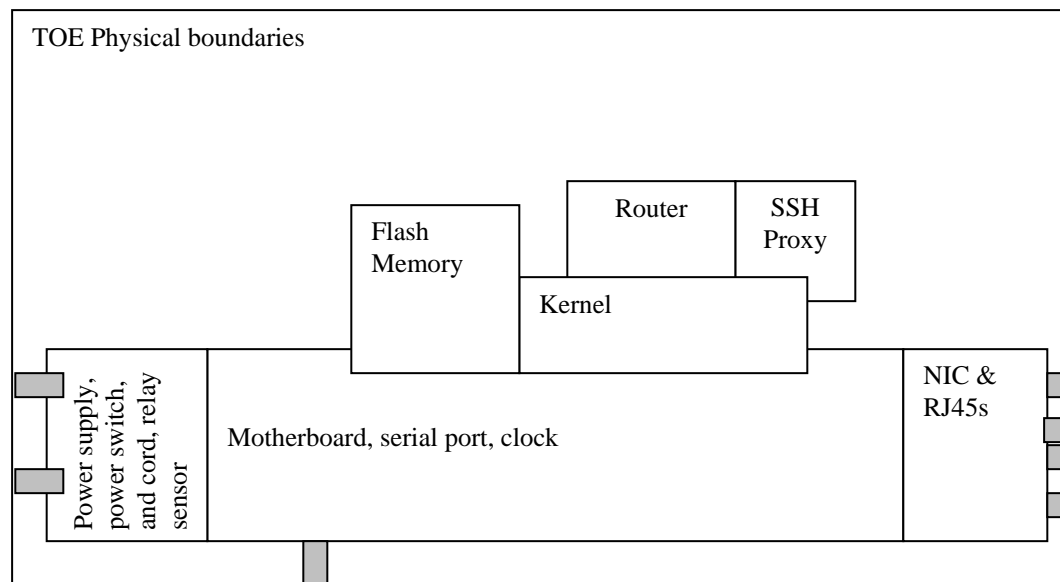 TOE Physical boundaries
Router
SSH
Proxy
Flash
Memory
Kernel
Power supply,
power switch,
and cord, relay
sensor
Motherboard, serial port, clock
NIC &
RJ45s